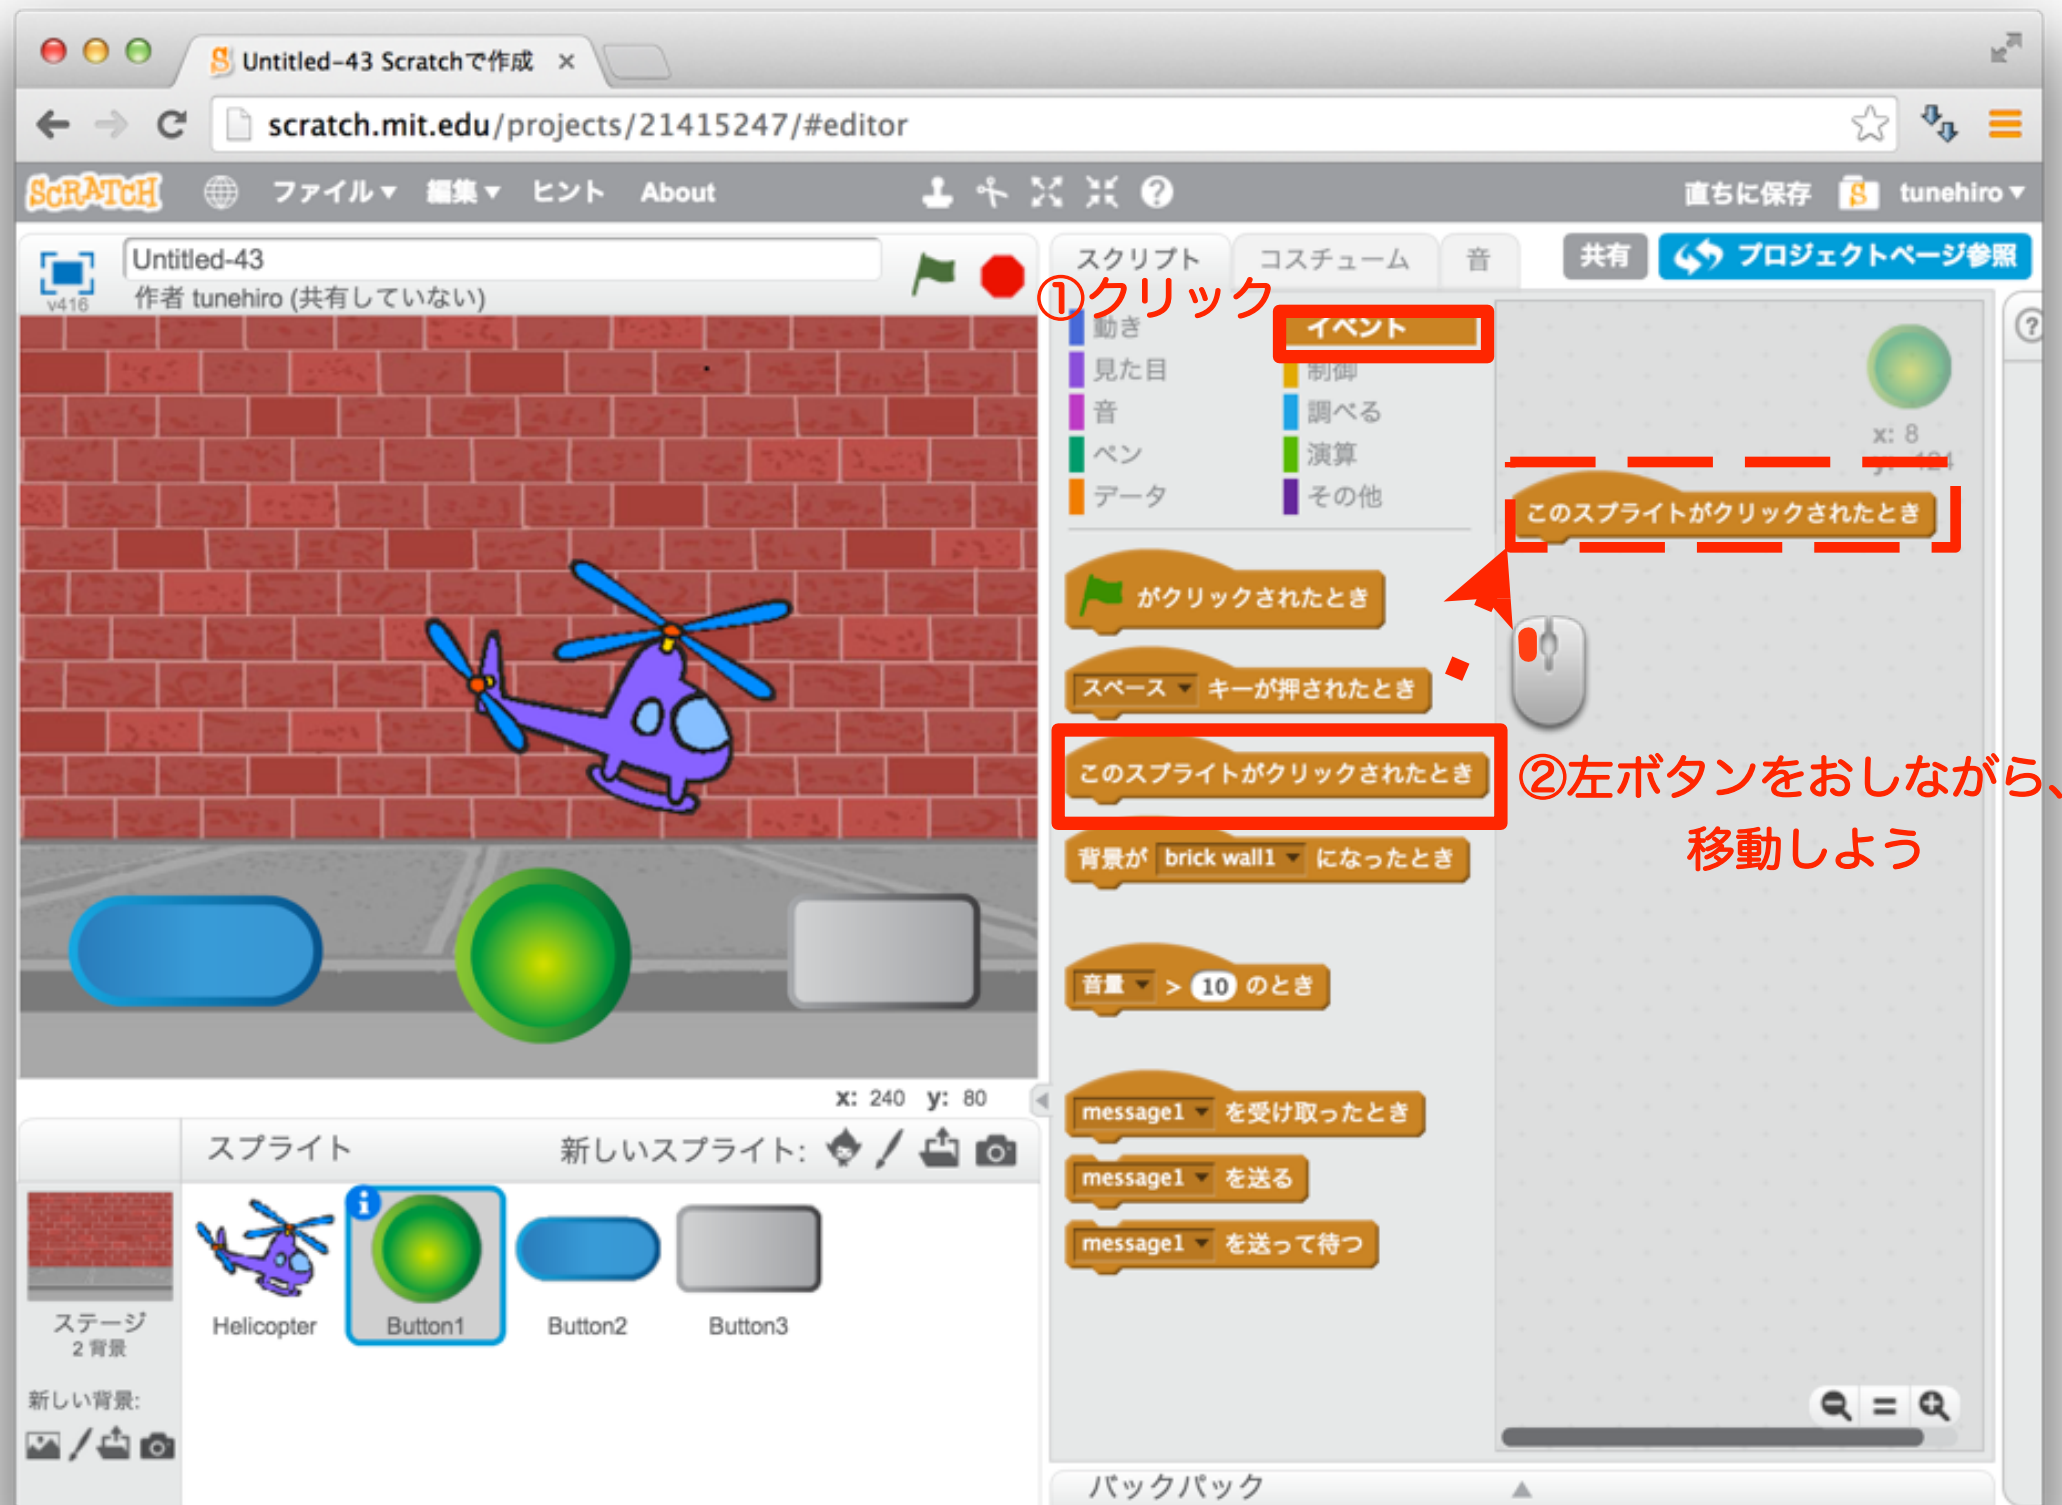 Untitled-43 Scratchで作成
scratch.mit.edu/projects/21415247/#editor
SCRATCH ファイル 編集 ヒント About 直ちに保存 tunehiro
Untitled-43
作者 tunehiro (共有していない)
v416
スクリプト コスチューム 音 共有 プロジェクトページ参照
①クリック
動き イベント
見た目 制御
音 調べる
ペン 演算
データ その他
x: 8
y: -124
このスプライトがクリックされたとき
がクリックされたとき
スペース キーが押されたとき
このスプライトがクリックされたとき
②左ボタンをおしながら、
移動しよう
背景が brick wall1 になったとき
音量 > 10 のとき
message1 を受け取ったとき
message1 を送る
message1 を送って待つ
x: 240 y: 80
スプライト 新しいスプライト:
Helicopter Button1 Button2 Button3
ステージ
2 背景
新しい背景:
バックパック